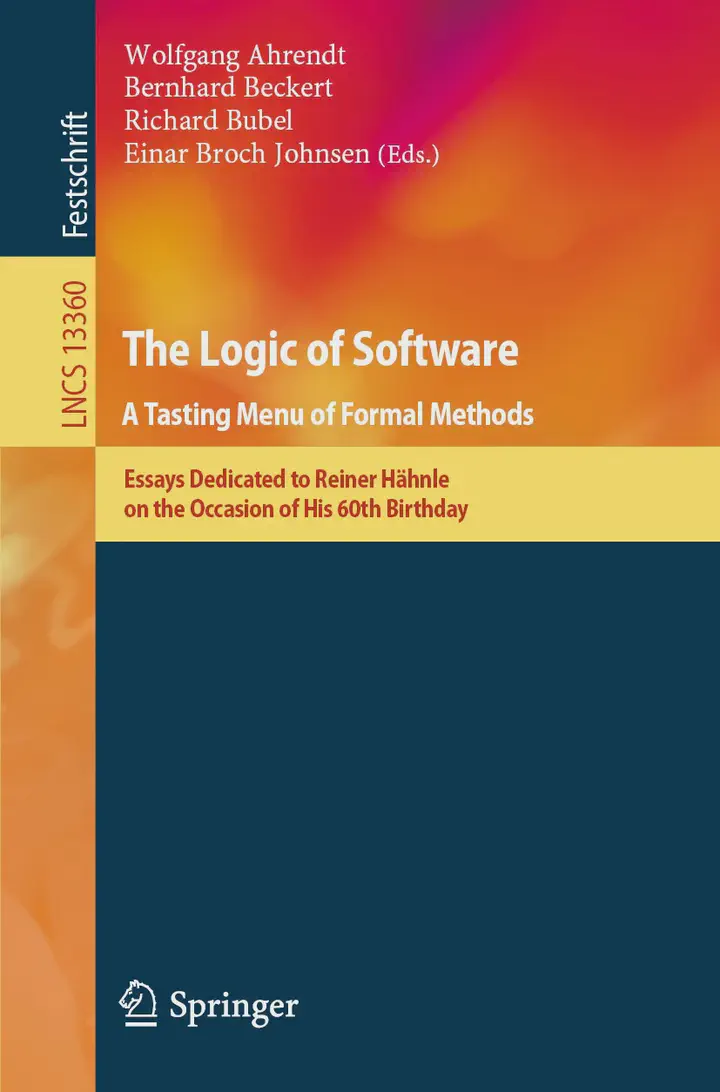 Wolfgang Ahrendt
Bernhard Beckert
Richard Bubel
Einar Broch Johnsen (Eds.)
Festschrift
LNCS 13360
The Logic of Software
A Tasting Menu of Formal Methods
Essays Dedicated to Reiner Hähnle
on the Occasion of His 60th Birthday
Springer